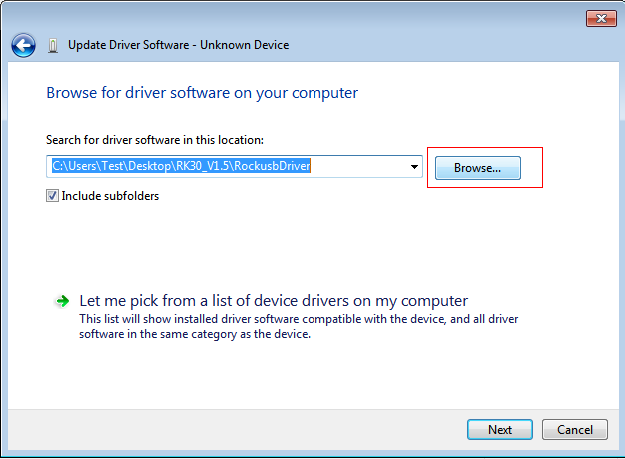 Update Driver Software - Unknown Device
Browse for driver software on your computer
Search for driver software in this location:
C:\Users\Test\Desktop\RK30_V1.5\RockusbDriver
Browse...
Include subfolders
Let me pick from a list of device drivers on my computer
This list will show installed driver software compatible with the device, and all driver
software in the same category as the device.
Next
Cancel